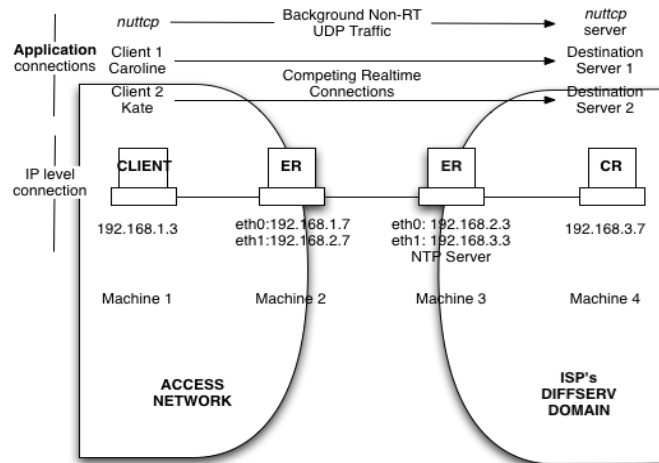 nuttcp
Background Non-RT
UDP Traffic
nuttcp
server
Application
connections
Client 1
Caroline
Destination
Server 1
Client 2
Kate
Competing Realtime
Connections
Destination
Server 2
IP level
connection
CLIENT
ER
ER
CR
192.168.1.3
eth0:192.168.1.7
eth1:192.168.2.7
eth0: 192.168.2.3
eth1: 192.168.3.3
NTP Server
192.168.3.7
Machine 1
Machine 2
Machine 3
Machine 4
ACCESS
NETWORK
ISP's
DIFFSERV
DOMAIN